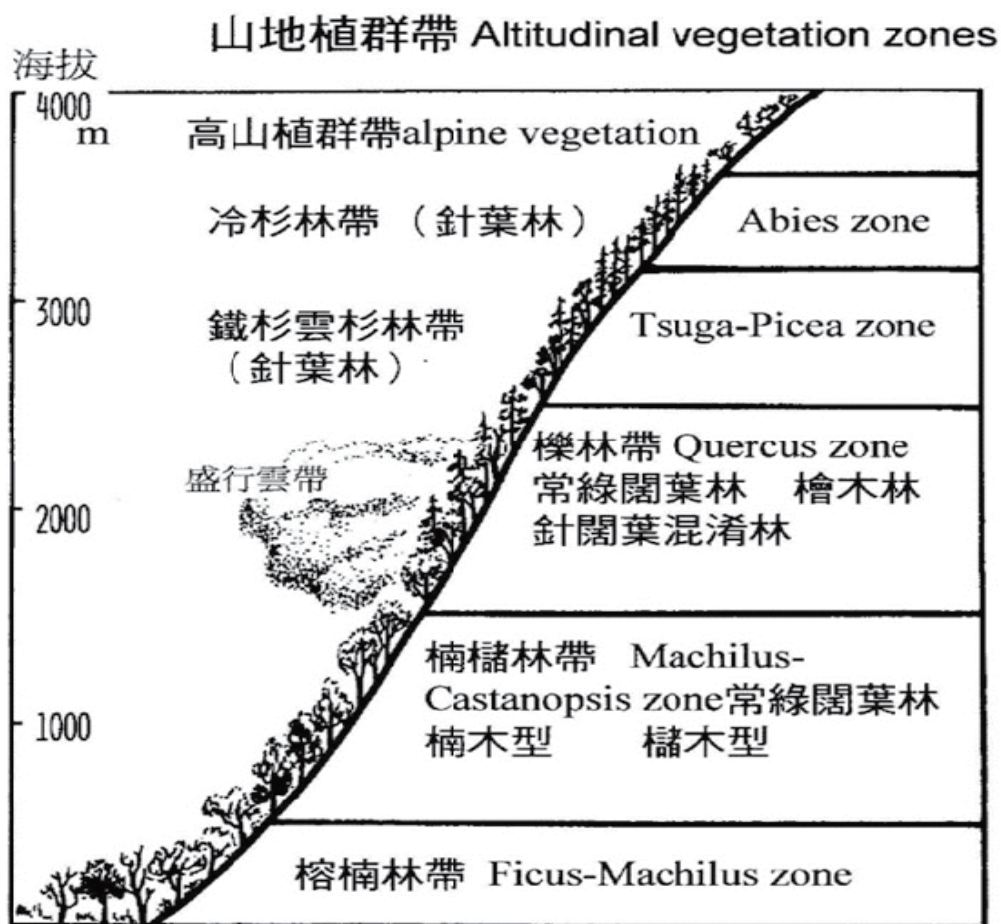 山地植群帶 Altitudinal vegetation zones
海拔
4000
m
高山植群帶alpine vegetation
冷杉林帶 （針葉林）
Abies zone
3000
鐵杉雲杉林帶
（針葉林）
Tsuga-Picea zone
櫟林帶 Quercus zone
常綠闊葉林 檜木林
針闊葉混淆林
盛行雲帶
2000
楠櫧林帶 Machilus-
Castanopsis zone常綠闊葉林
楠木型 櫧木型
1000
榕楠林帶 Ficus-Machilus zone